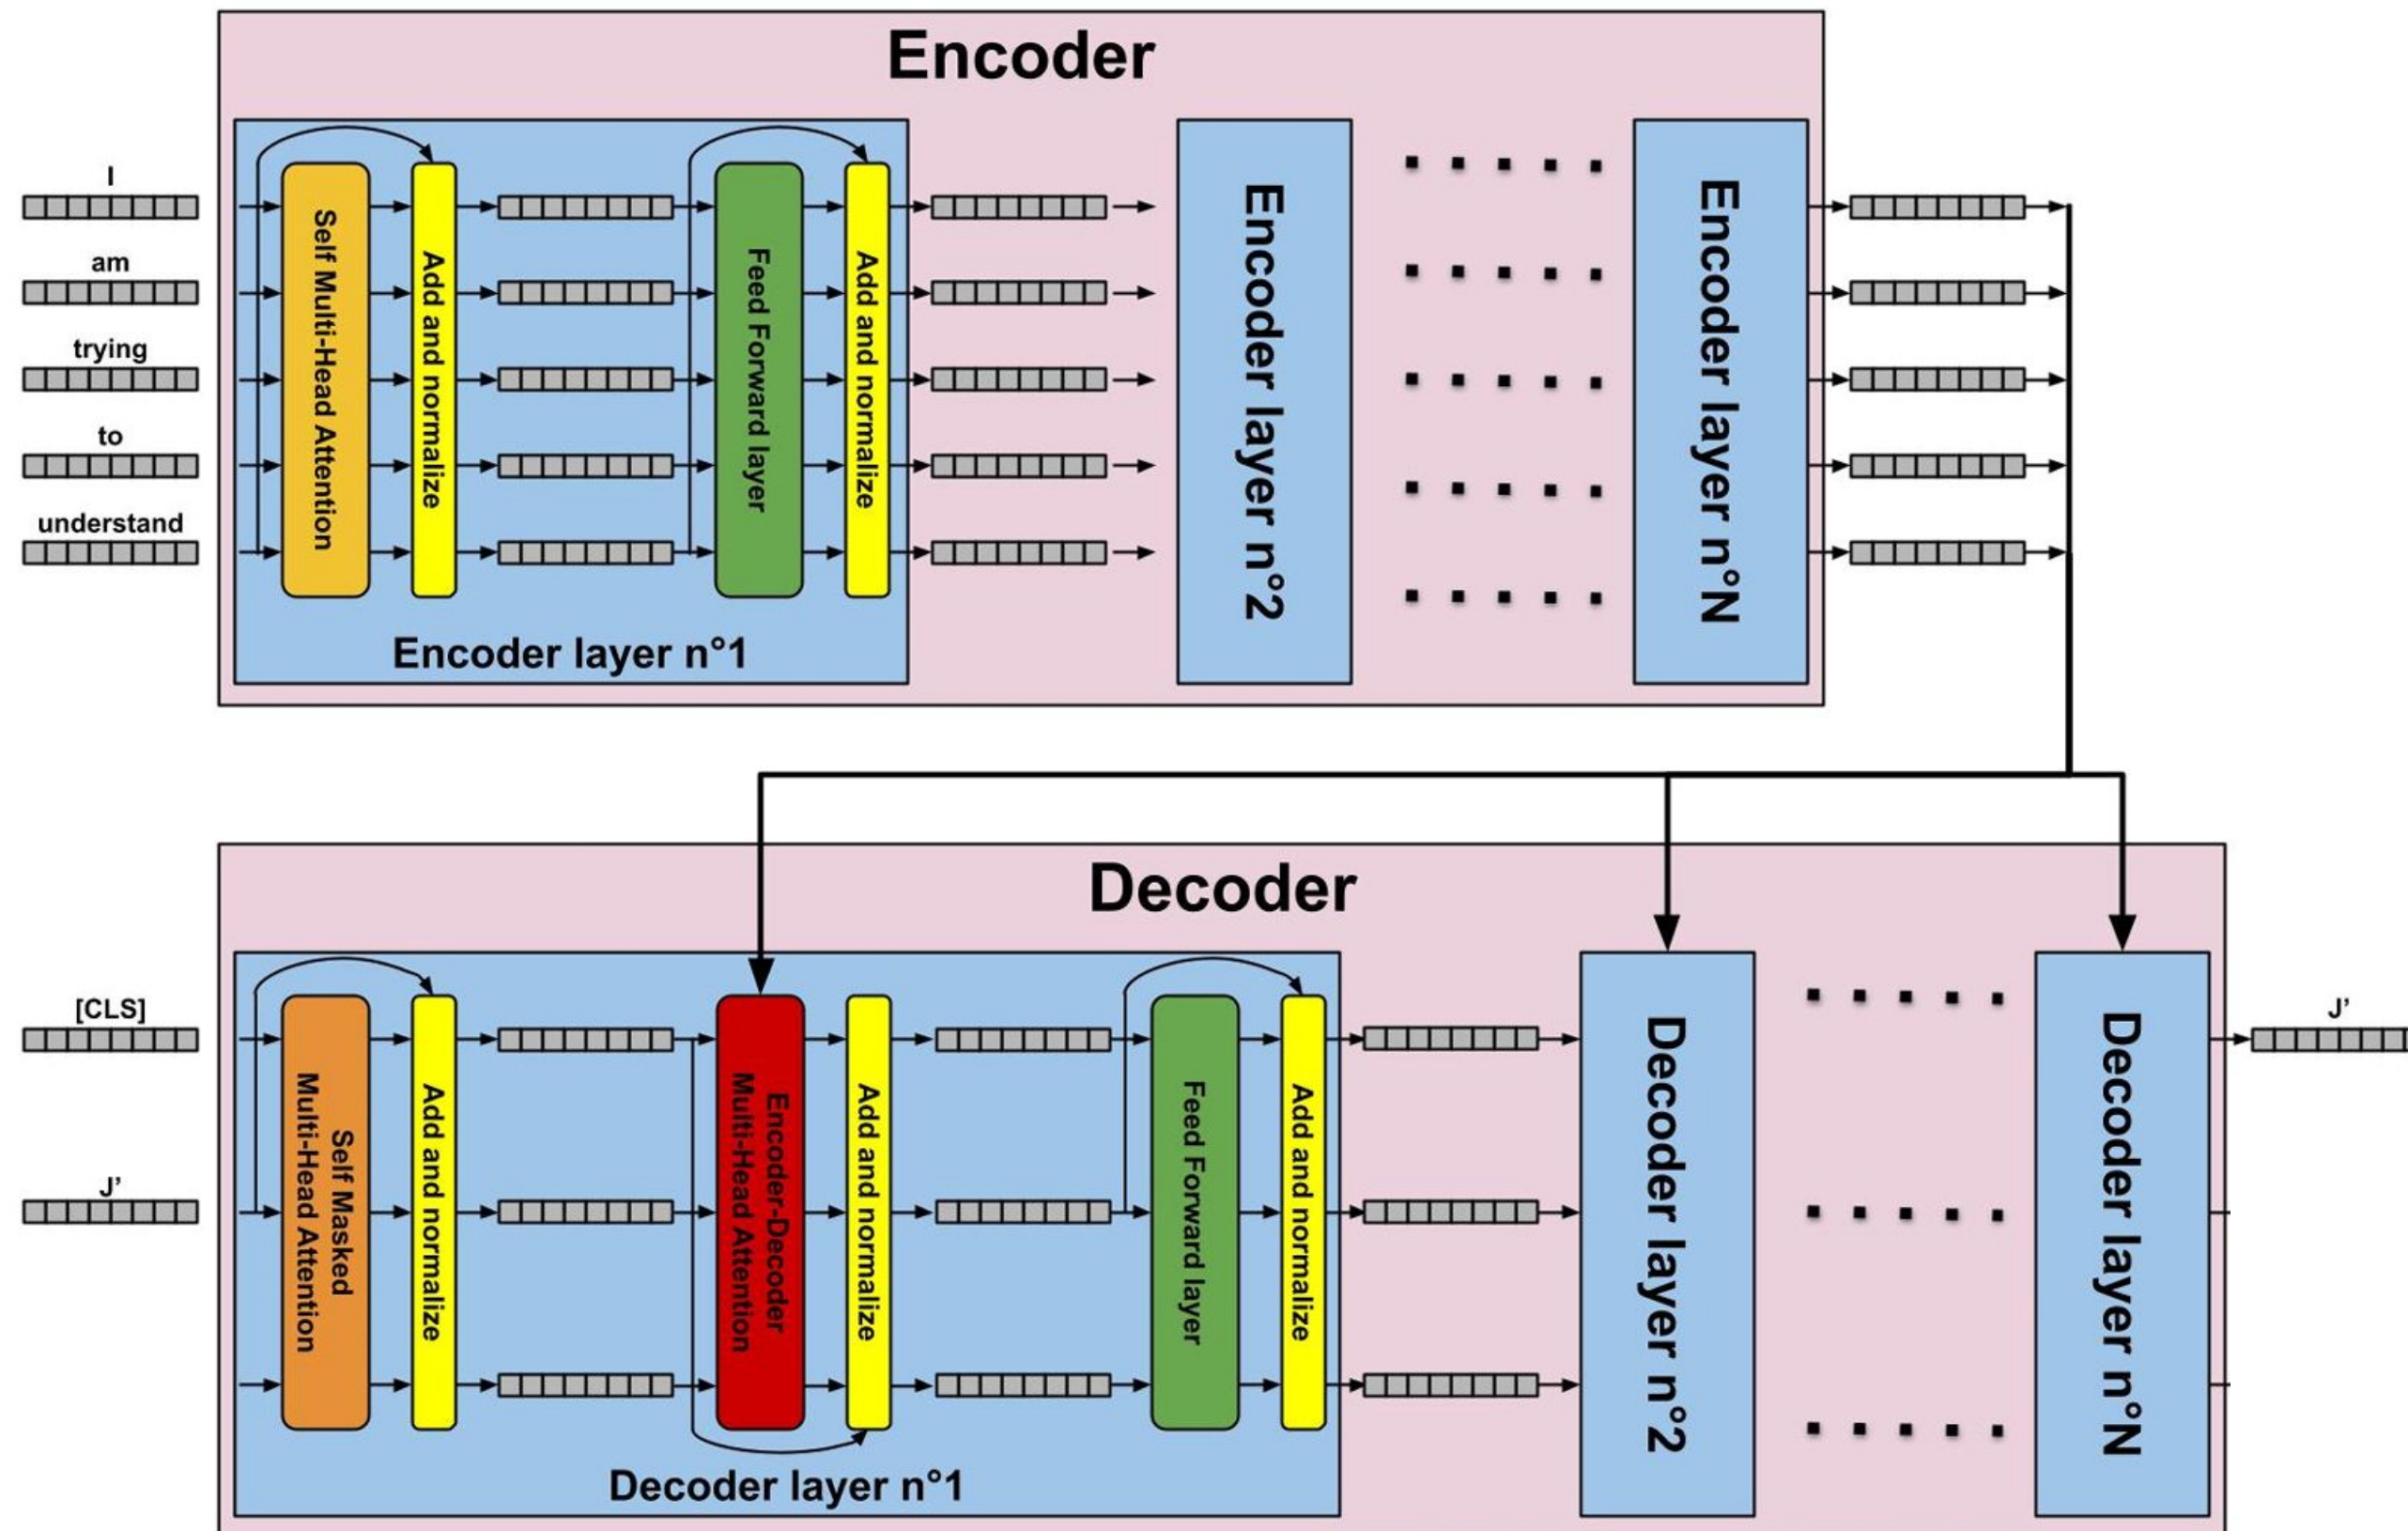 Encoder
I
am
trying
to
understand
Self Multi-Head Attention
Add and normalize
Feed Forward layer
Add and normalize
Encoder layer n°1
Encoder layer n°2
Encoder layer n°N
Decoder
[CLS]
J’
Self Masked
Multi-Head Attention
Add and normalize
Encoder-Decoder
Multi-Head Attention
Add and normalize
Feed Forward layer
Add and normalize
Decoder layer n°1
Decoder layer n°2
Decoder layer n°N
J’